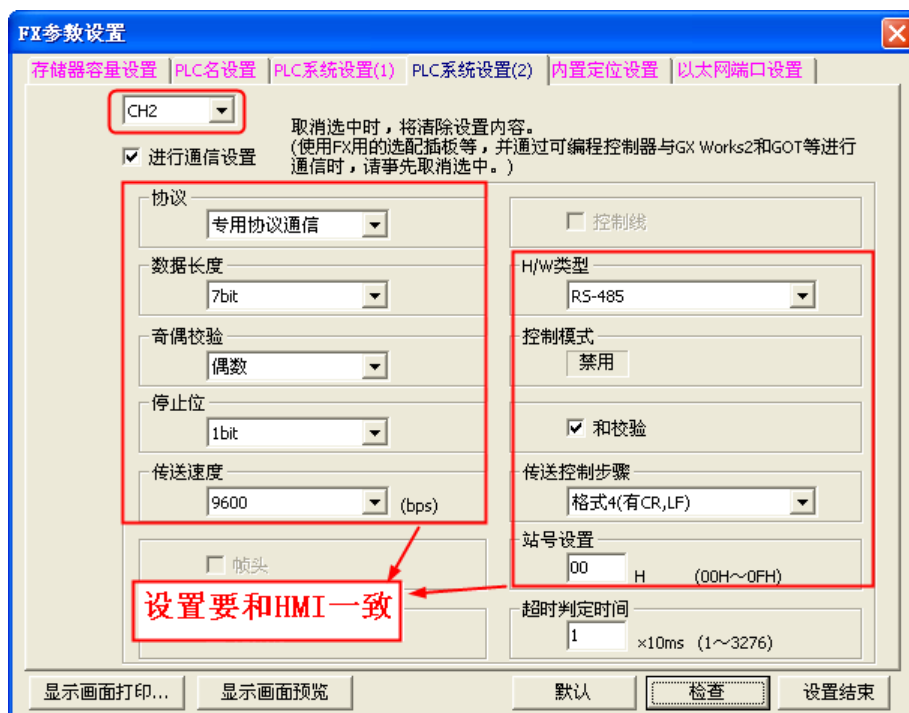 FX参数设置
存储器容量设置 PLC名设置 PLC系统设置(1) PLC系统设置(2) 内置定位设置 以太网端口设置
CH2
取消选中时，将清除设置内容。
(使用FX用的选配插板等，并通过可编程控制器与GX Works2和GOT等进行
通信时，请事先取消选中。)
进行通信设置
协议
专用协议通信
控制线
数据长度
7bit
H/W类型
RS-485
奇偶校验
偶数
控制模式
禁用
停止位
1bit
和校验
传送速度
9600 (bps)
传送控制步骤
格式4(有CR,LF)
帧头
站号设置
00 H (00H～0FH)
设置要和HMI一致
超时判定时间
1 ×10ms (1～3276)
显示画面打印... 显示画面预览 默认 检查 设置结束